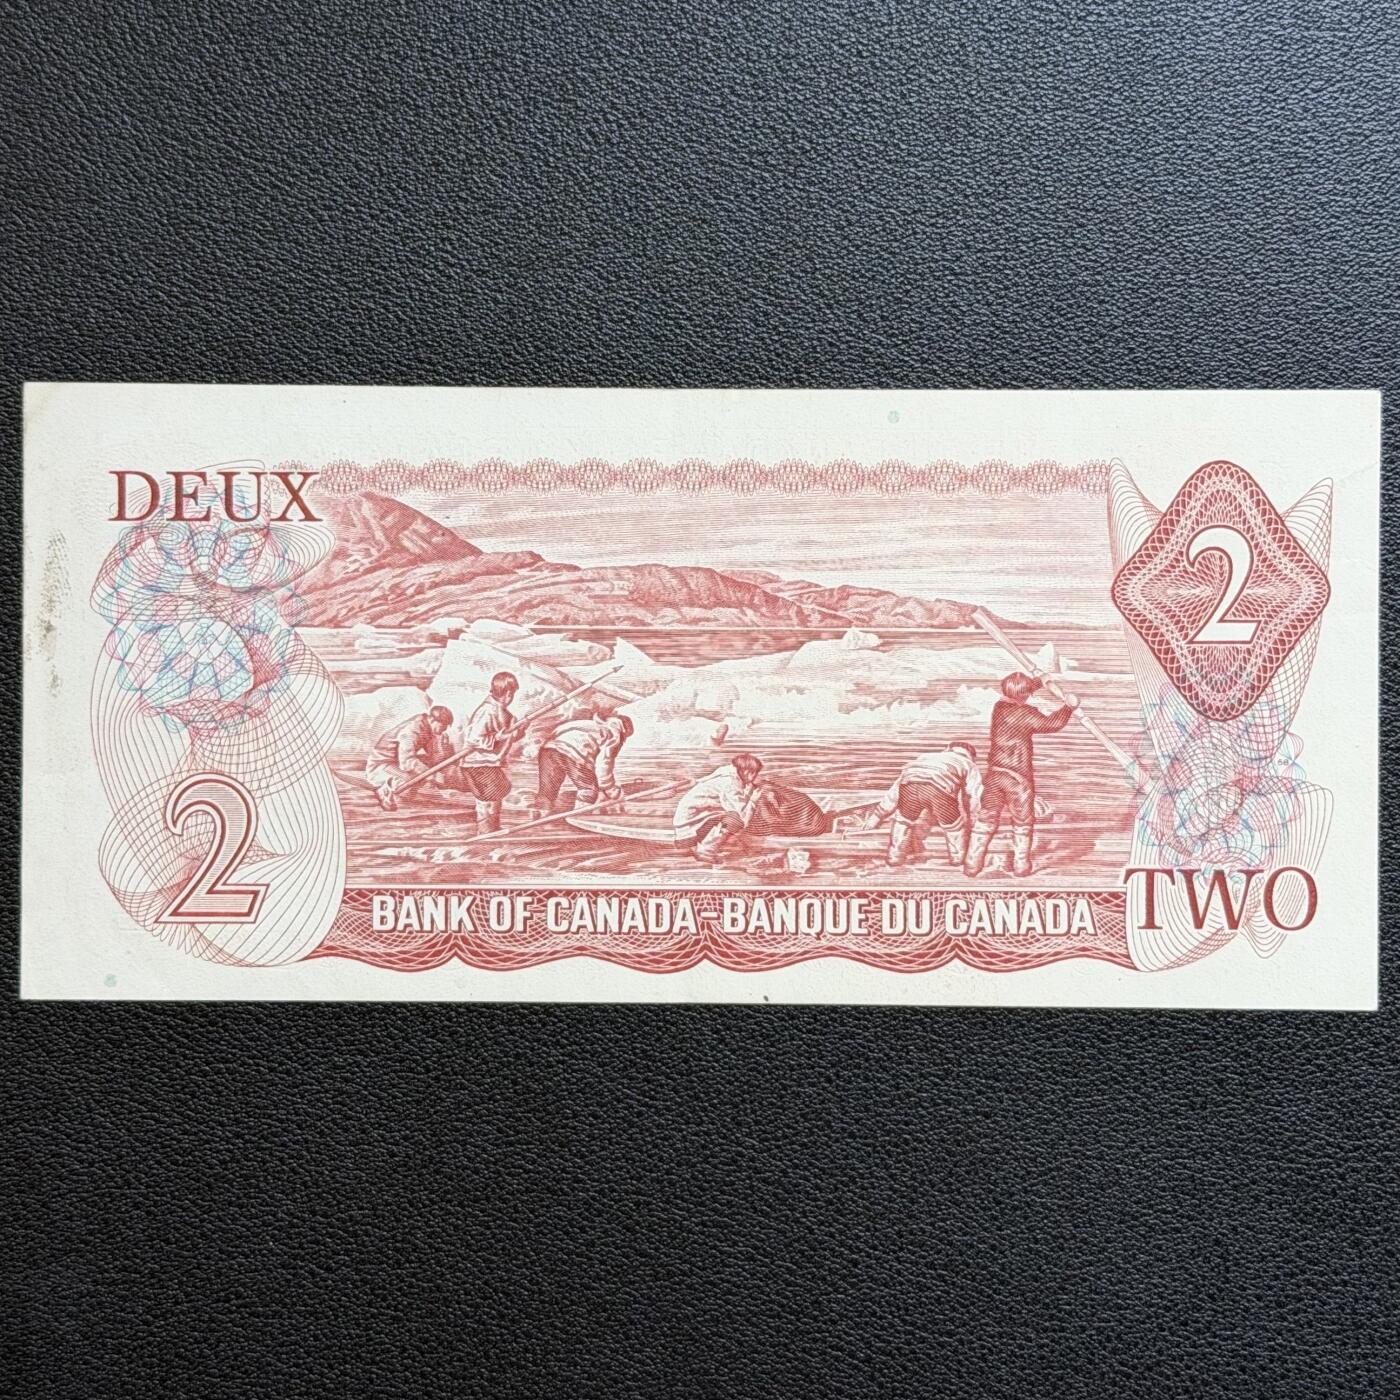 DEUX
2
2
TWO
BANK OF CANADA-BANQUE DU CANADA